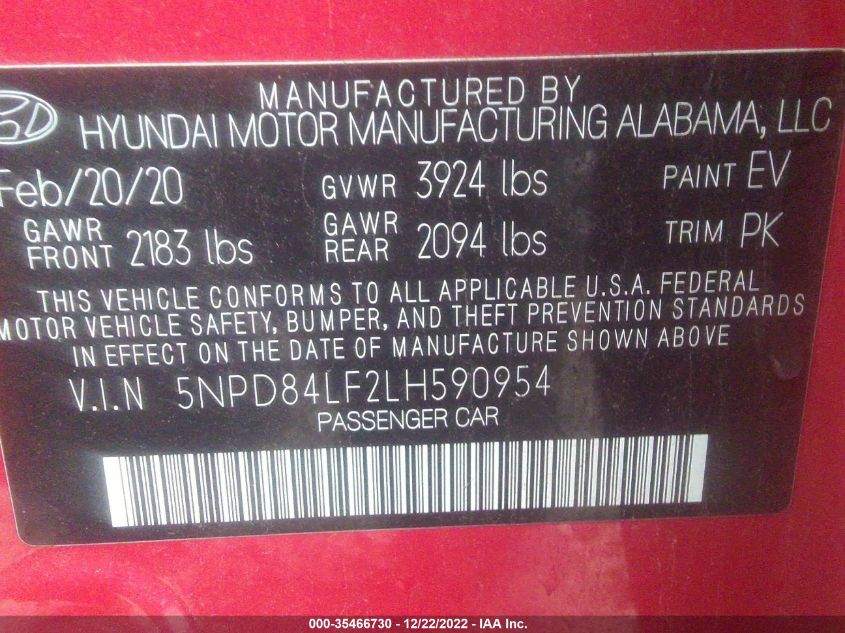 MANUFACTURED BY
HYUNDAI MOTOR MANUFACTURING ALABAMA, LLC
Feb/20/20 GVWR 3924 lbs PAINT EV
GAWR FRONT 2183 lbs GAWR REAR 2094 lbs TRIM PK
THIS VEHICLE CONFORMS TO ALL APPLICABLE U.S.A. FEDERAL
MOTOR VEHICLE SAFETY, BUMPER, AND THEFT PREVENTION STANDARDS
IN EFFECT ON THE DATE OF MANUFACTURE SHOWN ABOVE
V.I.N 5NPD84LF2LH590954
PASSENGER CAR
000-35466730 - 12/22/2022 - IAA Inc.